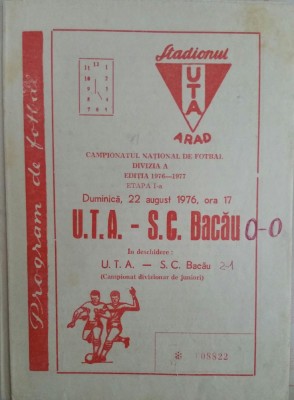 Program de fotbal
Stadionul
UTA
ARAD
CAMPIONATUL NAȚIONAL DE FOTBAL
DIVIZIA A
EDIȚIA 1976—1977
ETAPA I-a
Duminică, 22 august 1976, ora 17
U.T.A. - S.C. Bacău 0-0
In deschidere:
U. T. A. — S. C. Bacău 2-1
(Campionat divizionar de juniori)
08822